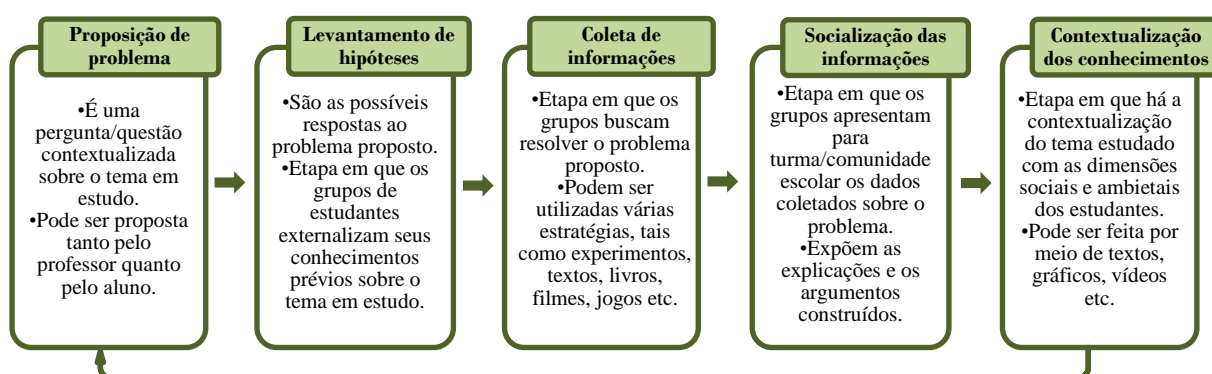 Proposição de
problema
•É uma
pergunta/questão
contextualizada
sobre o tema em
estudo.
•Pode ser proposta
tanto pelo
professor quanto
pelo aluno.
Levantamento de
hipóteses
•São as possíveis
respostas ao
problema proposto.
•Etapa em que os
grupos de
estudantes
externalizam seus
conhecimentos
prévios sobre o
tema em estudo.
Coleta de
informações
•Etapa em que os
grupos buscam
resolver o problema
proposto.
•Podem ser
utilizadas várias
estratégias, tais
como experimentos,
textos, livros,
filmes, jogos etc.
Socialização das
informações
•Etapa em que os
grupos apresentam
para
turma/comunidade
escolar os dados
coletados sobre o
problema.
•Expõem as
explicações e os
argumentos
construídos.
Contextualização
dos conhecimentos
•Etapa em que há a
contextualização
do tema estudado
com as dimensões
sociais e ambietais
dos estudantes.
•Pode ser feita por
meio de textos,
gráficos, vídeos
etc.